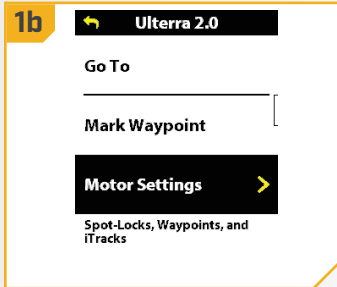 1b
Ulterra 2.0
Go To
Mark Waypoint
Motor Settings
Spot-Locks, Waypoints, and
iTracks